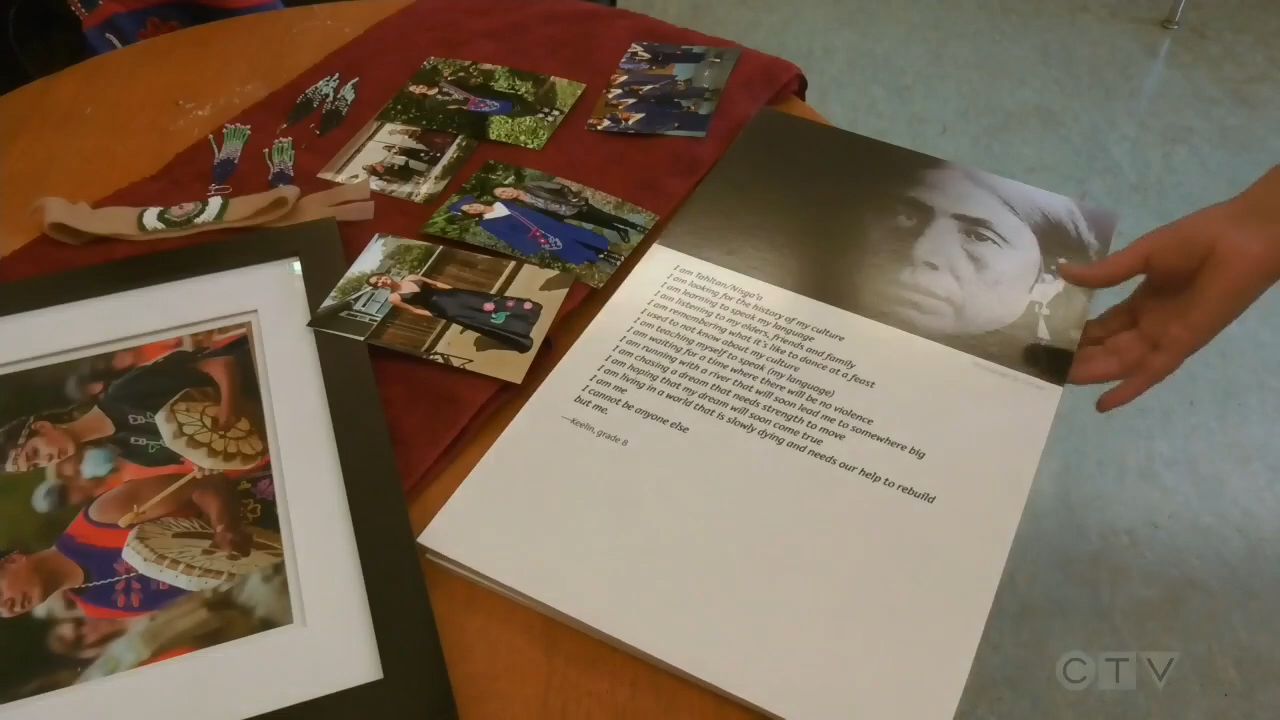 I am Tahltan/Nisga'a
I am looking for the history of my culture
I am learning to speak my language
I am listening to my elders, friends and family
I am remembering what it's like to dance at a feast
I used to not know about my culture
I am teaching myself to speak (my language)
I am waiting for a time where there will be no violence
I am running with a river that will soon lead me to somewhere big
I am chasing a dream that needs strength to move
I am hoping that my dream will soon come true
I am living in a world that is slowly dying and needs our help to rebuild
I am me
I cannot be anyone else
but me.
—Keelin, grade 8
CTV